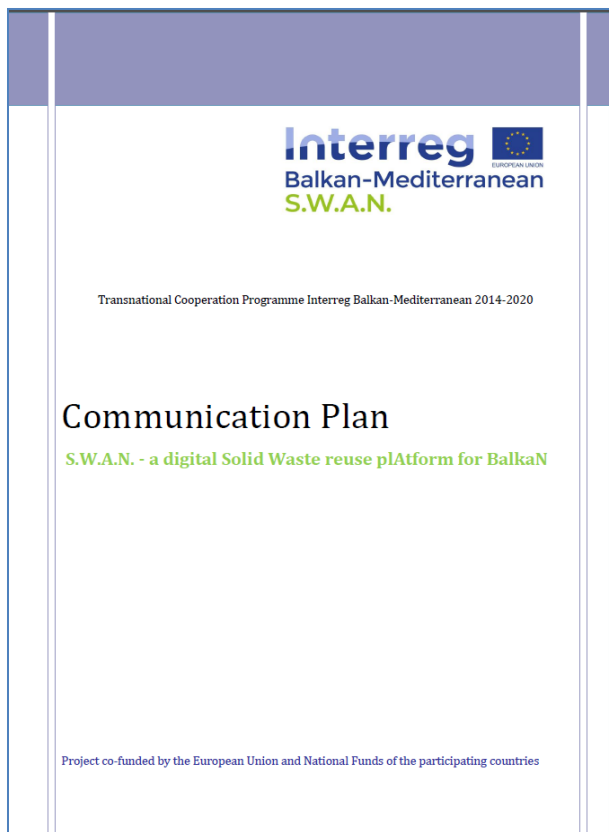 Interreg
EUROPEAN UNION
Balkan-Mediterranean
S.W.A.N.
Transnational Cooperation Programme Interreg Balkan-Mediterranean 2014-2020
Communication Plan
S.W.A.N. - a digital Solid Waste reuse plAtform for BalkaN
Project co-funded by the European Union and National Funds of the participating countries